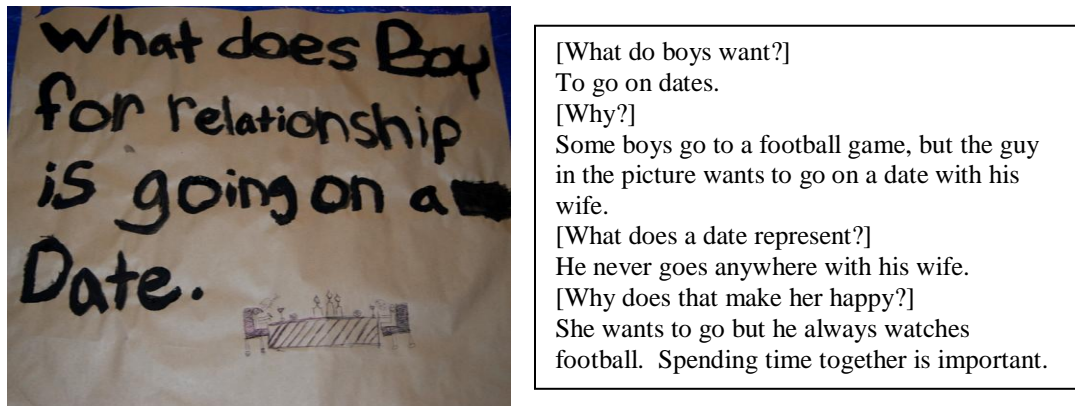 What does Boy
for relationship
is going on a
Date.
[What do boys want?]
To go on dates.
[Why?]
Some boys go to a football game, but the guy
in the picture wants to go on a date with his
wife.
[What does a date represent?]
He never goes anywhere with his wife.
[Why does that make her happy?]
She wants to go but he always watches
football.  Spending time together is important.